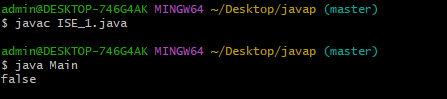 admin@DESKTOP-746G4AK MINGW64 ~/Desktop/javap (master)
$ javac ISE_1.java
admin@DESKTOP-746G4AK MINGW64 ~/Desktop/javap (master)
$ java Main
false